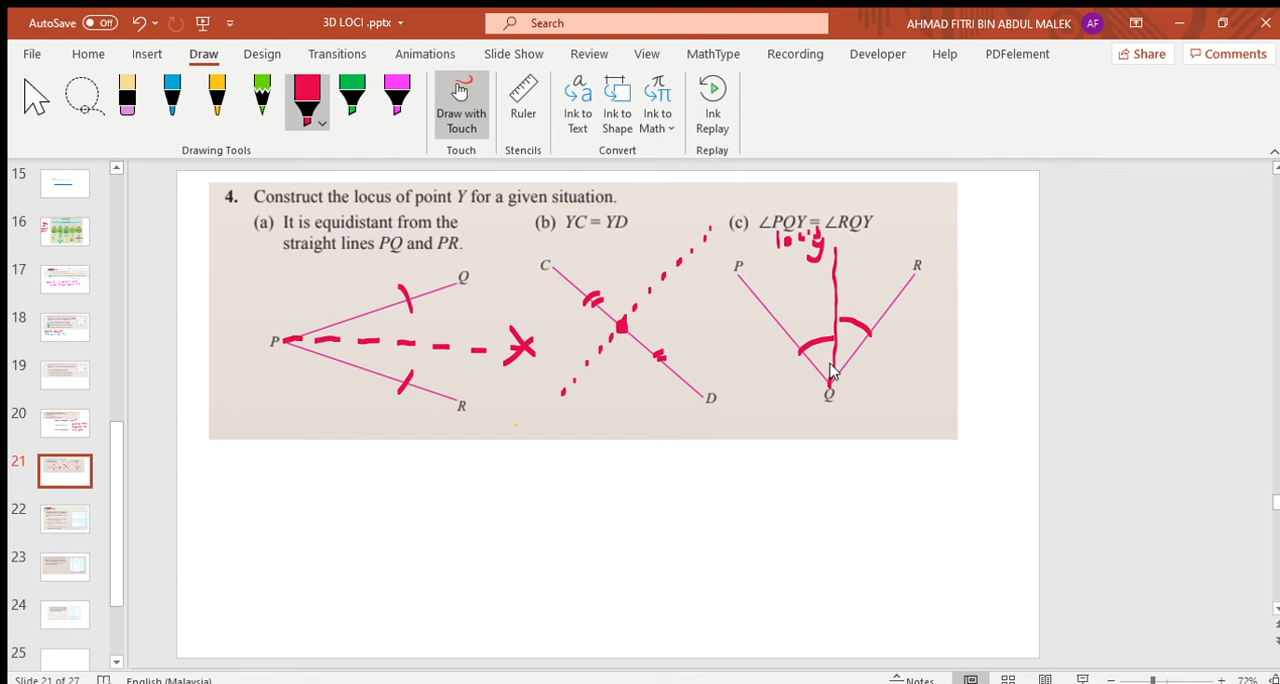 AutoSave Off 3D LOCI .pptx Search AHMAD FITRI BIN ABDUL MALEK AF
File Home Insert Draw Design Transitions Animations Slide Show Review View MathType Recording Developer Help PDFelement Share Comments
Draw with Touch
Ruler
Ink to Text
Ink to Shape
Ink to Math
Ink Replay
Drawing Tools Touch Stencils Convert Replay
15
16
17
18
19
20
21
22
23
24
25
4. Construct the locus of point Y for a given situation.
(a) It is equidistant from the straight lines PQ and PR.
(b) YC = YD
(c) ∠PQY = ∠RQY
P
Q
R
C
D
P
R
Q
Slide 21 of 27 English (Malaysia) Notes 72%